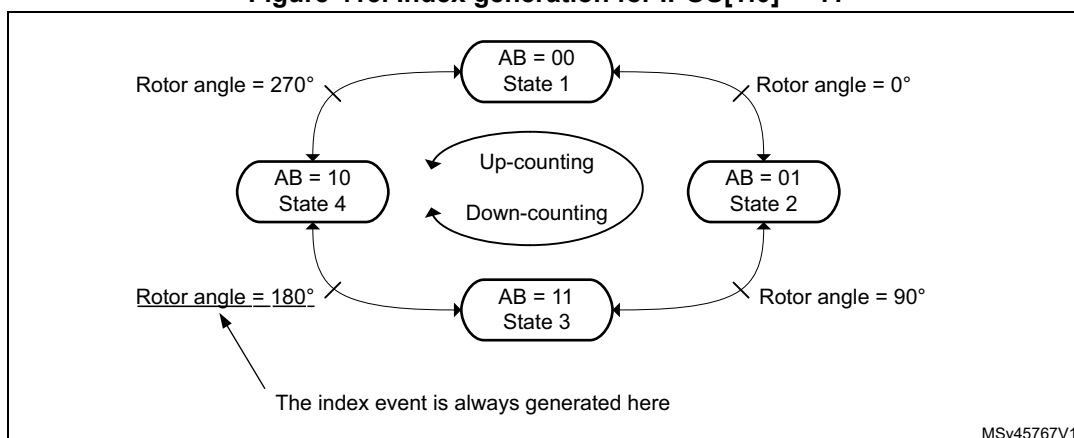 Rotor angle = 270°
AB = 00
State 1
Rotor angle = 0°
Up-counting
AB = 10
State 4
AB = 01
State 2
Down-counting
Rotor angle = 180°
AB = 11
State 3
Rotor angle = 90°
The index event is always generated here
MSv45767V1